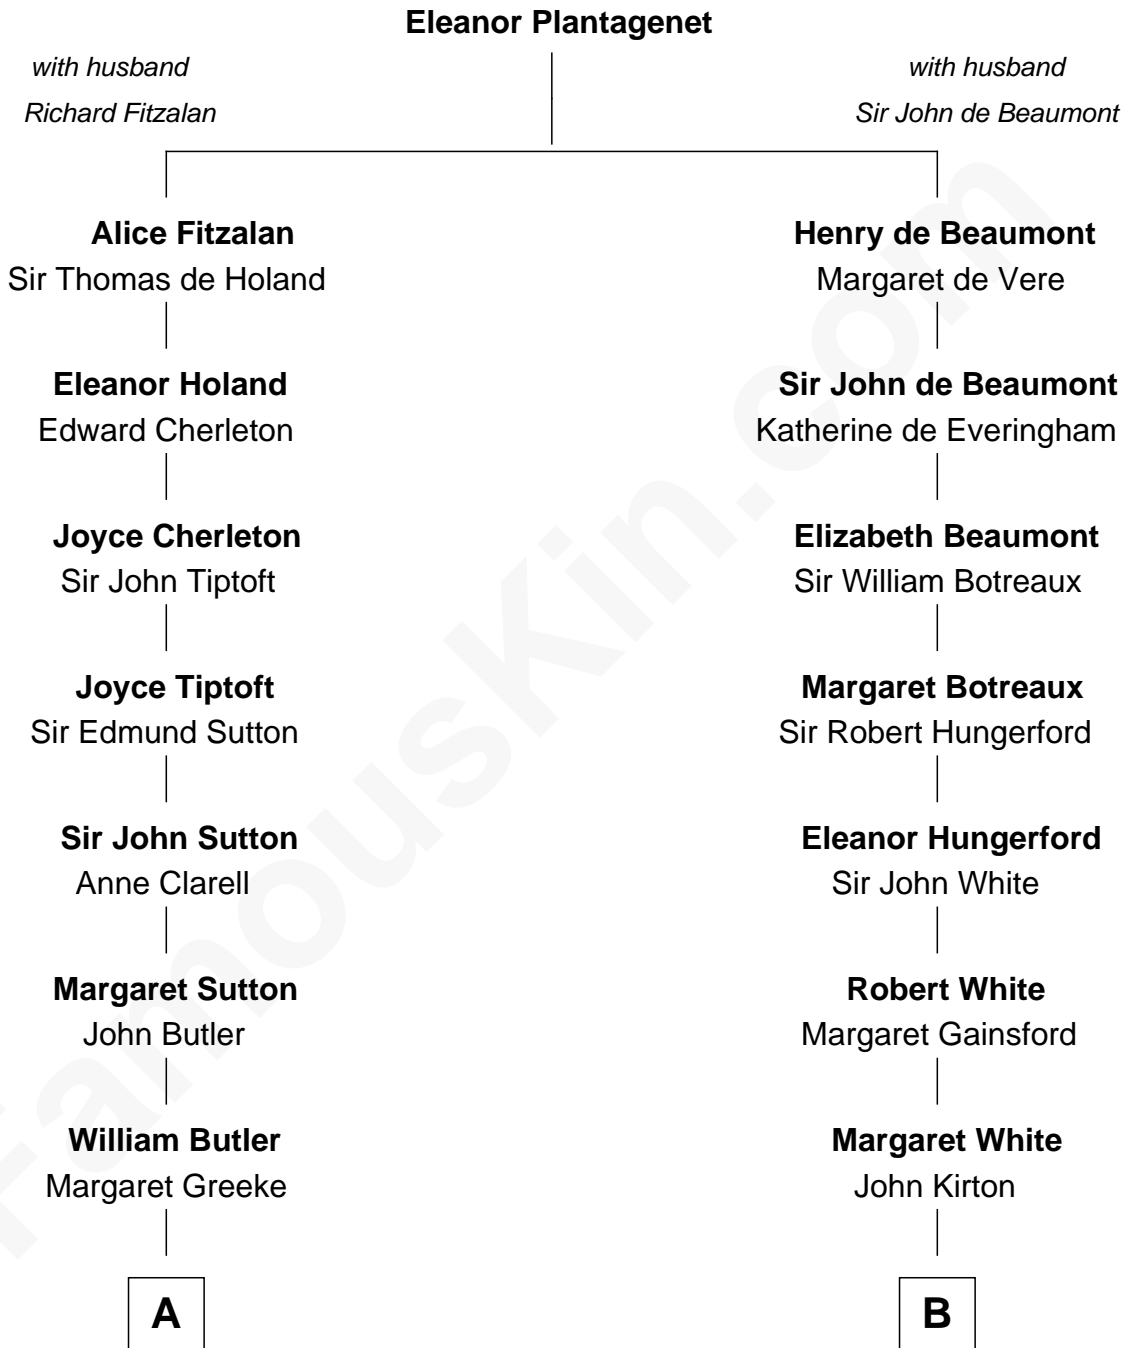 Eleanor Plantagenet
with husband
Richard Fitzalan
with husband
Sir John de Beaumont
Alice Fitzalan
Sir Thomas de Holand
Henry de Beaumont
Margaret de Vere
Eleanor Holand
Edward Cherleton
Sir John de Beaumont
Katherine de Everingham
Joyce Cherleton
Sir John Tiptoft
Elizabeth Beaumont
Sir William Botreaux
Joyce Tiptoft
Sir Edmund Sutton
Margaret Botreaux
Sir Robert Hungerford
Sir John Sutton
Anne Clarell
Eleanor Hungerford
Sir John White
Margaret Sutton
John Butler
Robert White
Margaret Gainsford
William Butler
Margaret Greeke
Margaret White
John Kirton
A
B
FamousKin.com